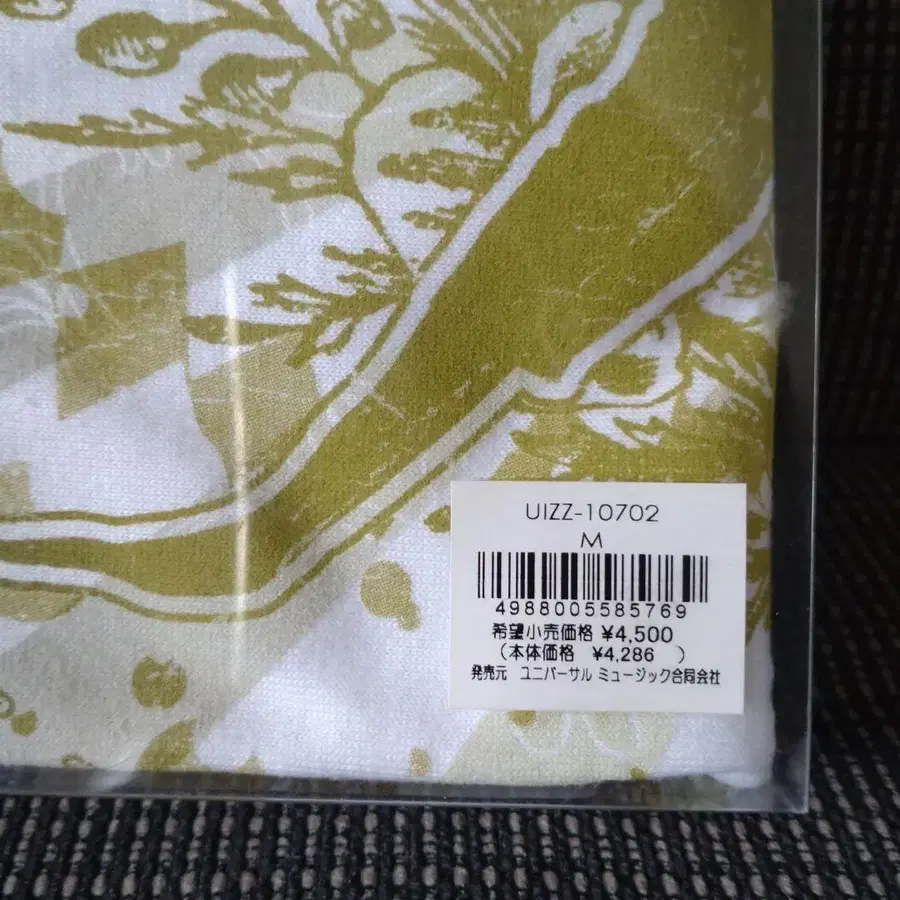 UIZZ-10702
M
4988005585769
希望小売価格 ¥4,500
(本体価格 ¥4,286 )
発売元 ユニバーサル ミュージック合同会社